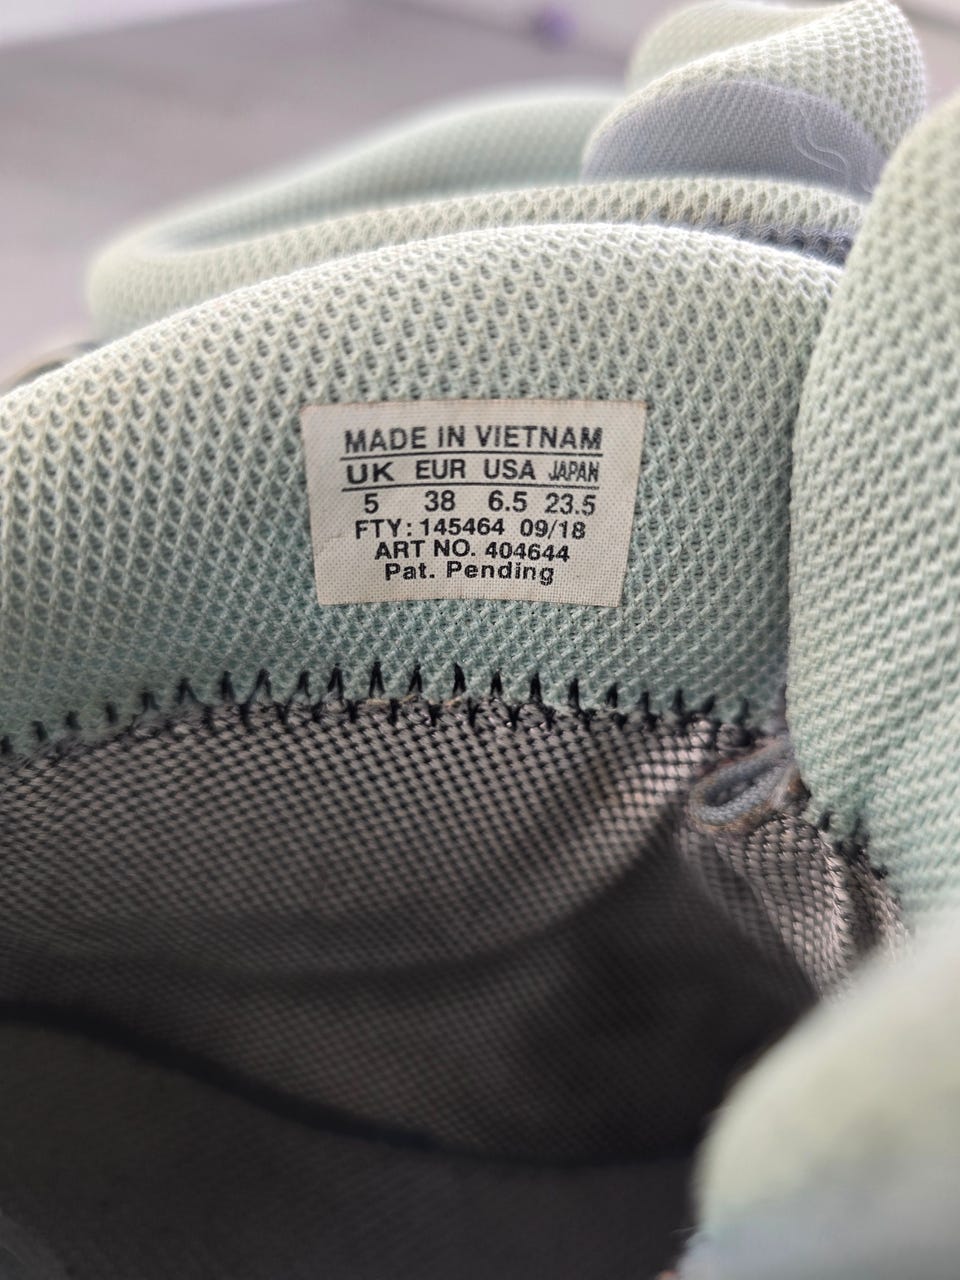 MADE IN VIETNAM
UK EUR USA JAPAN
5 38 6.5 23.5
FTY: 145464 09/18
ART NO. 404644
Pat. Pending